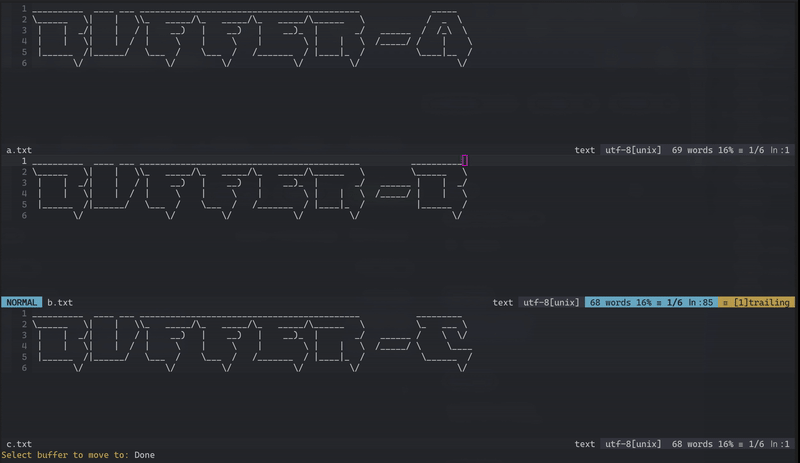 1
2
3
4
5
6
BUFFER-A
a.txt text utf-8[unix] 69 words 16% ≡ 1/6 ln:1
1
2
3
4
5
6
BUFFER-B
NORMAL b.txt text utf-8[unix] 68 words 16% ≡ 1/6 ln:85 ¤ [1]trailing
1
2
3
4
5
6
BUFFER-C
c.txt text utf-8[unix] 68 words 16% ≡ 1/6 ln:1
Select buffer to move to: Done